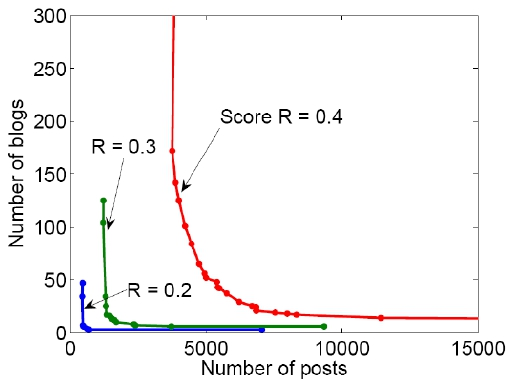 300
250
200
150
100
50
0
Number of blogs
Score R = 0.4
R = 0.3
R = 0.2
0 5000 10000 15000
Number of posts